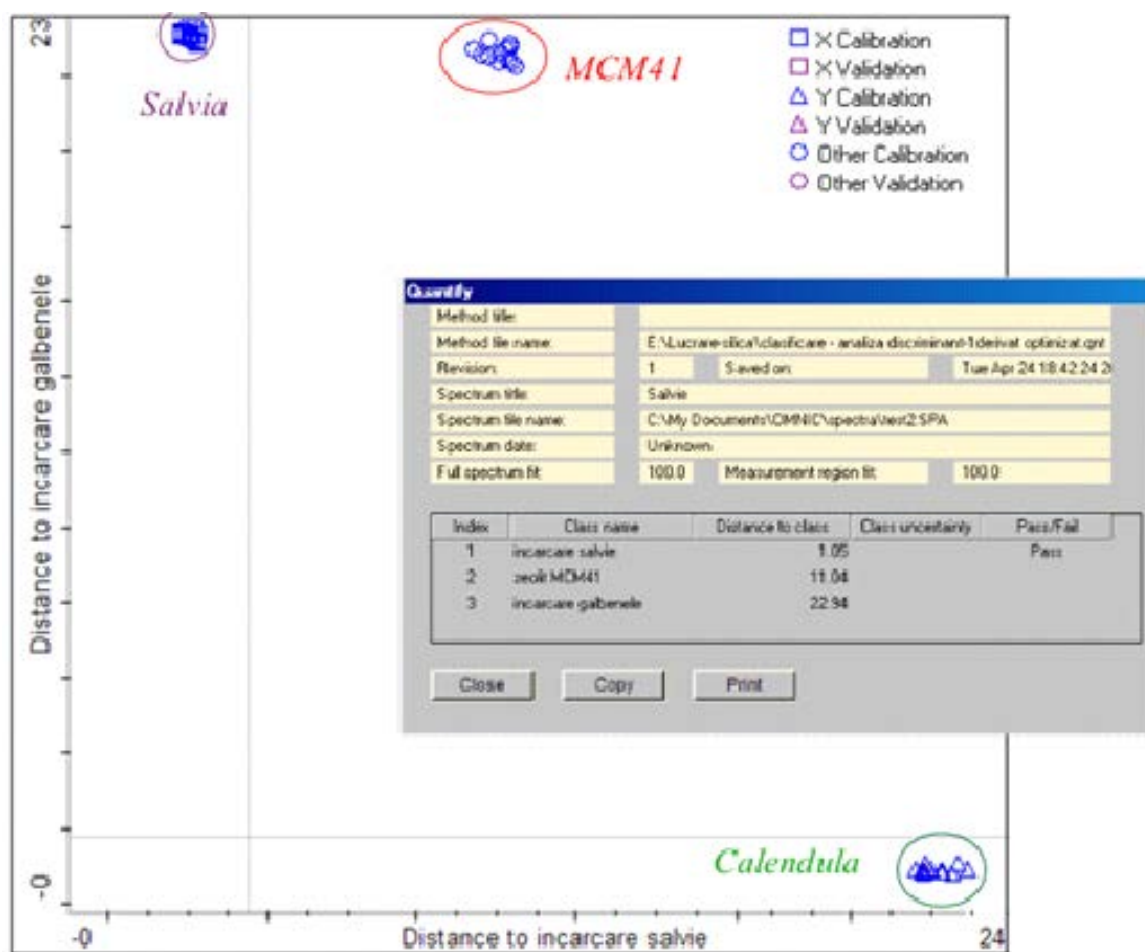 23
Salvia
MCM41
X Calibration
X Validation
Y Calibration
Y Validation
Other Calibration
Other Validation
Distance to incarcare galbenele
Quantify
Method title:
Method file name: E:\Lucrare-silica\clasificare - analiza discriminant-1derivat optimizat.qnt
Revision: 1 Saved on: Tue Apr 24 18:42:24 20
Spectrum title: Salvie
Spectrum file name: C:\My Documents\OMNIC\spectra\test2.SPA
Spectrum date: Unknown
Full spectrum fit: 100.0 Measurement region fit: 100.0
Index Class name Distance to class Class uncertainty Pass/Fail
1 incarcare salvie 1.05 Pass
2 zeolit MCM41 11.04
3 incarcare galbenele 22.94
Close Copy Print
Calendula
-0
-0 Distance to incarcare salvie 24